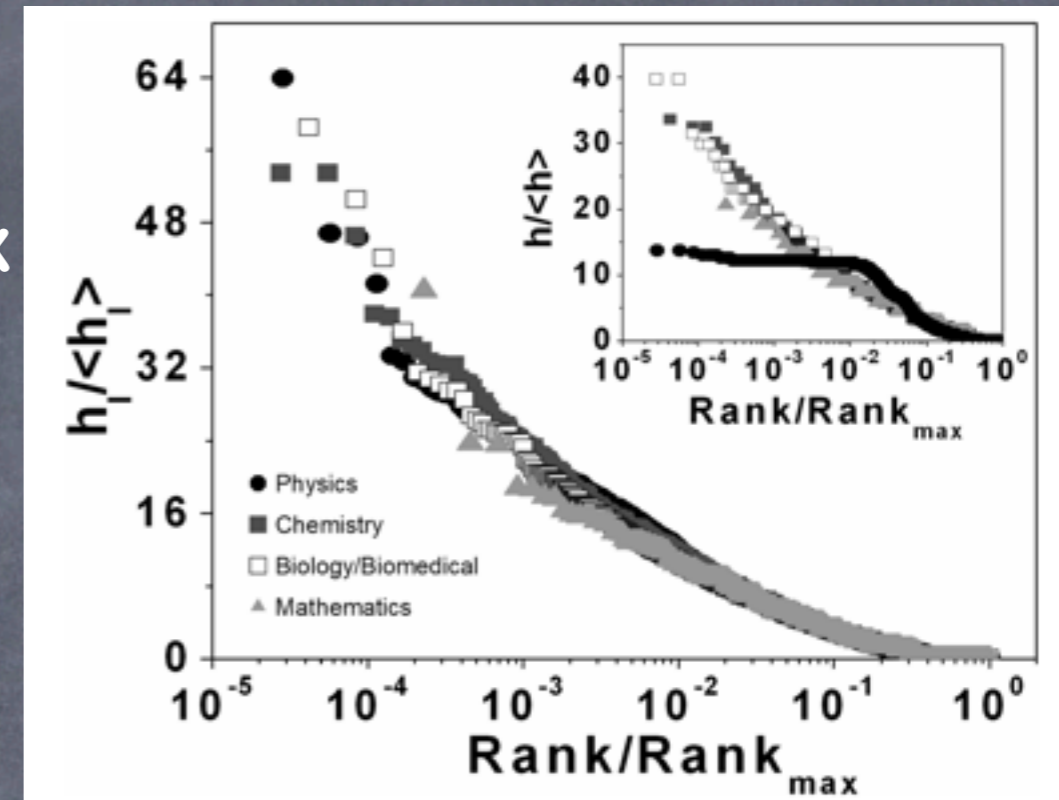 x
64
48
32
16
0
h_I/<h_I>
10^-5 10^-4 10^-3 10^-2 10^-1 10^0
Rank/Rank_max
Physics
Chemistry
Biology/Biomedical
Mathematics
40
30
20
10
0
h/<h>
10^-5 10^-4 10^-3 10^-2 10^-1 10^0
Rank/Rank_max